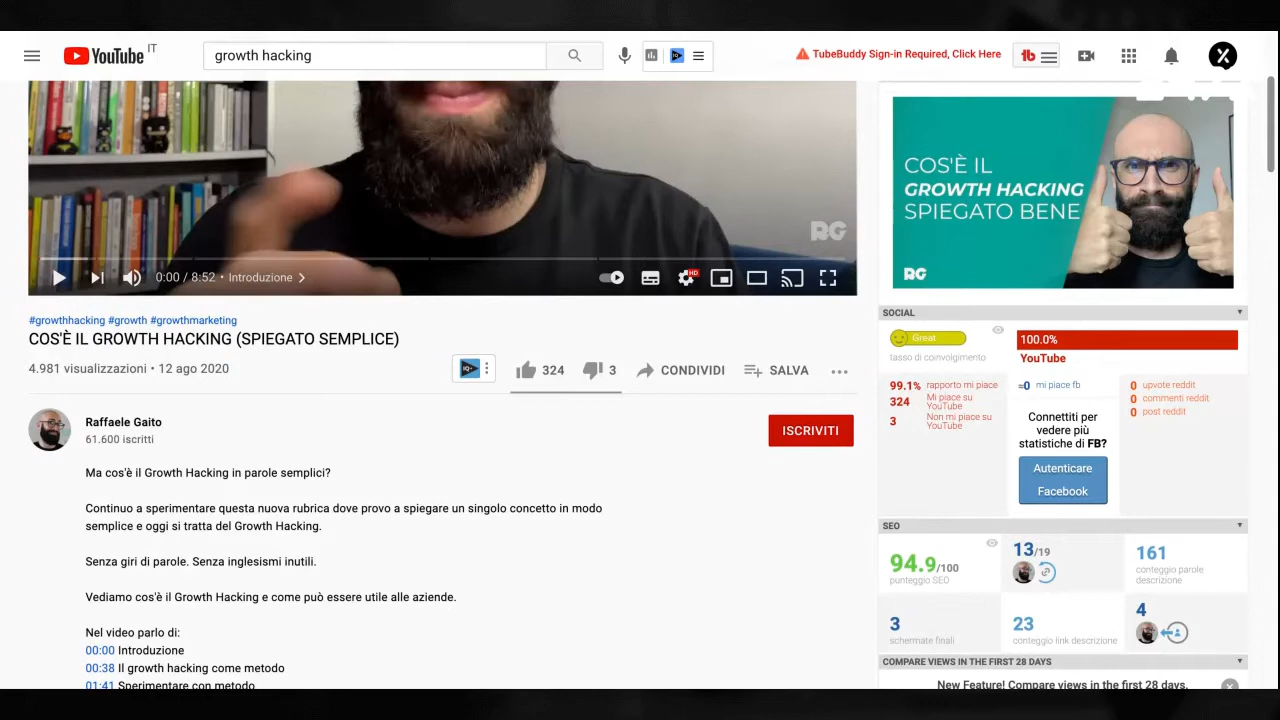 YouTube IT
growth hacking
TubeBuddy Sign-in Required, Click Here
tb
RG
0:00 / 8:52 • Introduzione
HD
#growthhacking #growth #growthmarketing
COS'È IL GROWTH HACKING (SPIEGATO SEMPLICE)
4.981 visualizzazioni • 12 ago 2020
IQ
324
3
CONDIVIDI
SALVA
Raffaele Gaito
61.600 iscritti
ISCRIVITI
Ma cos'è il Growth Hacking in parole semplici?
Continuo a sperimentare questa nuova rubrica dove provo a spiegare un singolo concetto in modo
semplice e oggi si tratta del Growth Hacking.
Senza giri di parole. Senza inglesismi inutili.
Vediamo cos'è il Growth Hacking e come può essere utile alle aziende.
Nel video parlo di:
00:00 Introduzione
00:38 Il growth hacking come metodo
01:41 Sperimentare con metodo
COS'È IL
GROWTH HACKING
SPIEGATO BENE
RG
SOCIAL
Great
tasso di coinvolgimento
100.0%
YouTube
99.1% rapporto mi piace
324 Mi piace su
YouTube
3 Non mi piace su
YouTube
≈0 mi piace fb
Connettiti per
vedere più
statistiche di FB?
Autenticare
Facebook
0 upvote reddit
0 commenti reddit
0 post reddit
SEO
94.9/100
punteggio SEO
13/19
161
conteggio parole
descrizione
3
schermate finali
23
conteggio link descrizione
4
COMPARE VIEWS IN THE FIRST 28 DAYS
New Feature! Compare views in the first 28 days.